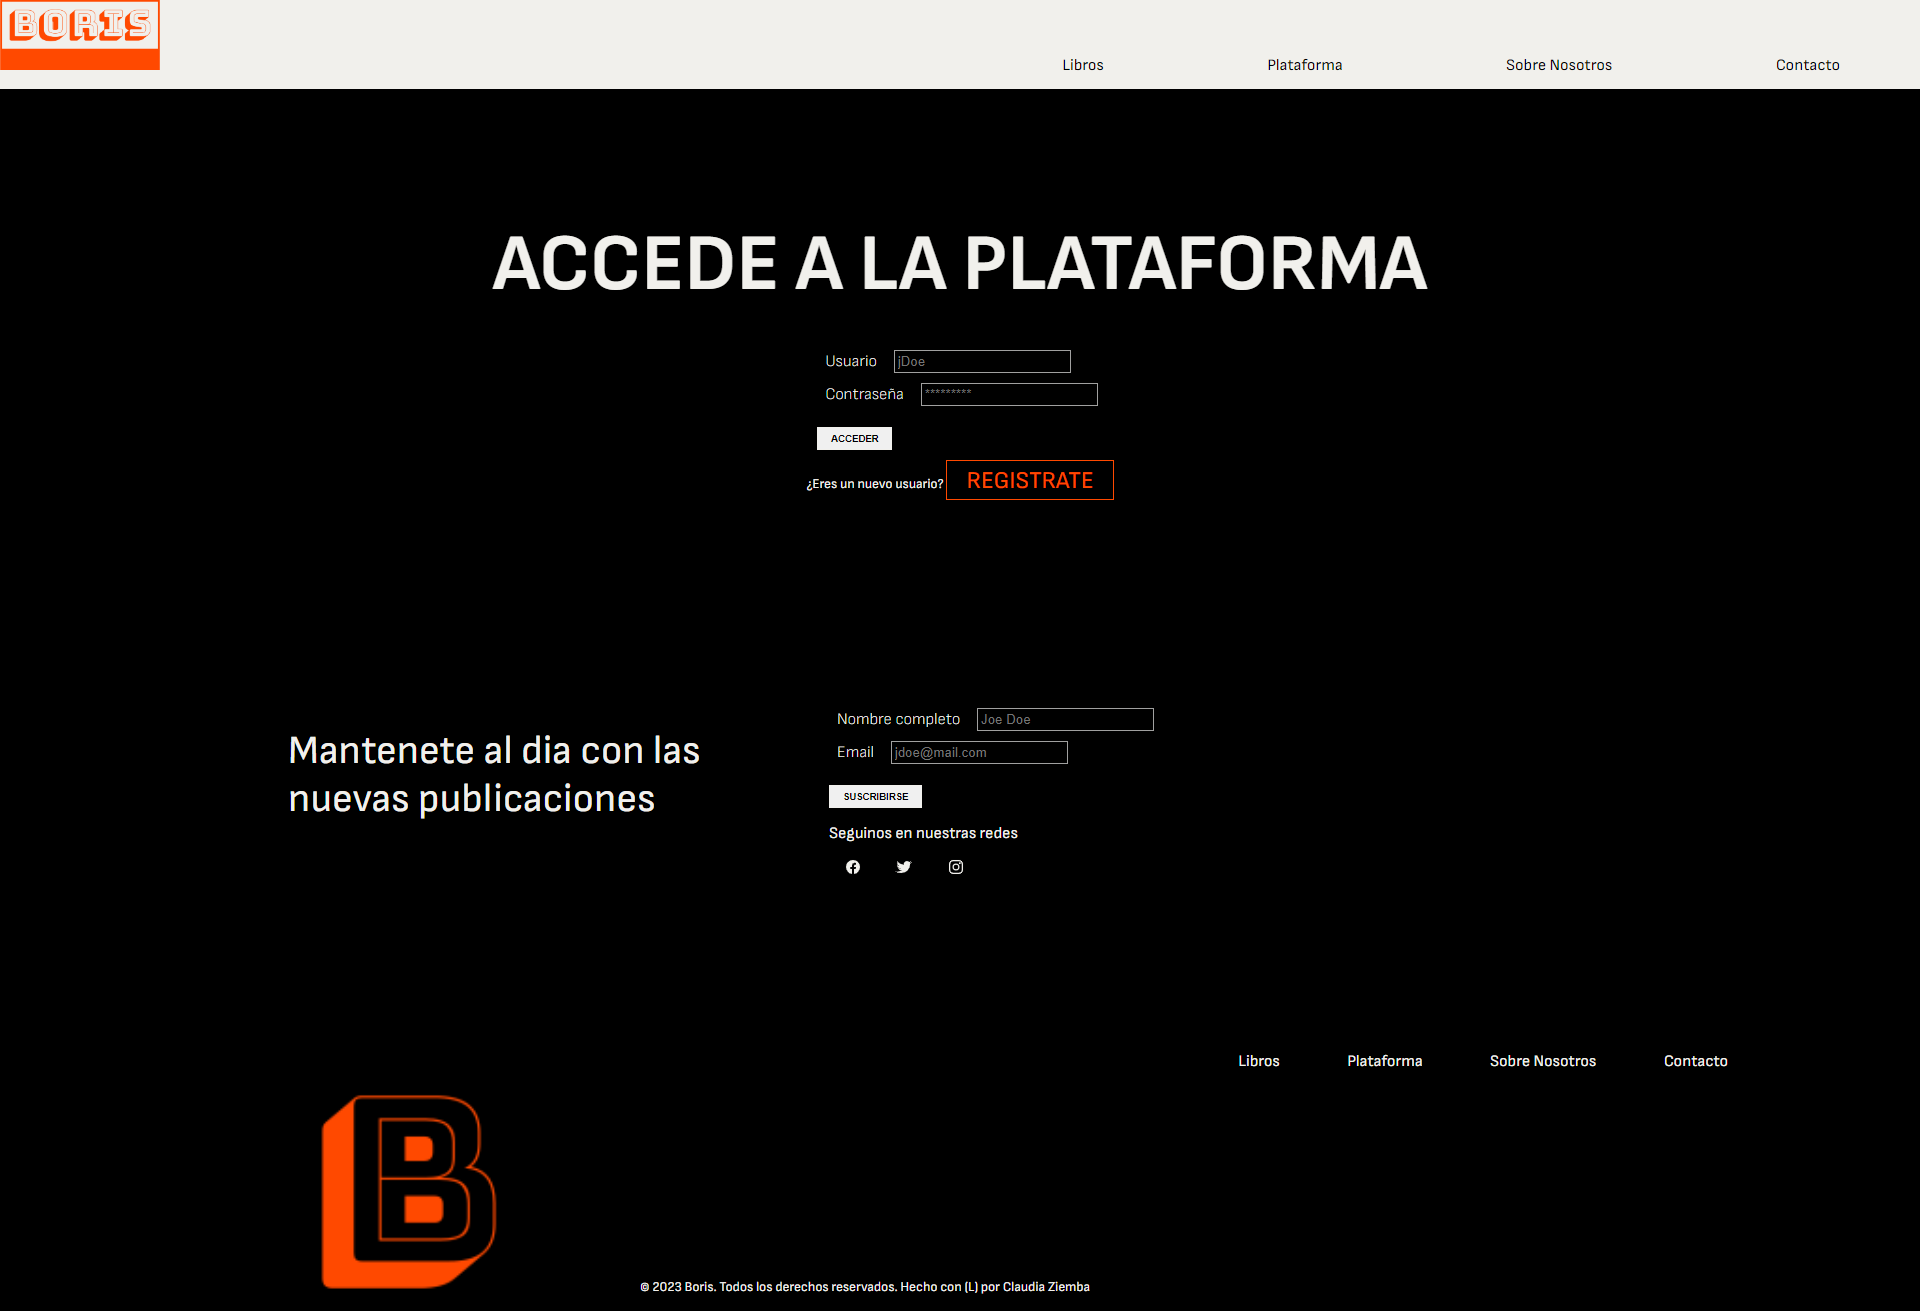 BORIS
Libros Plataforma Sobre Nosotros Contacto
ACCEDE A LA PLATAFORMA
Usuario jDoe
Contraseña *********
ACCEDER
¿Eres un nuevo usuario? REGISTRATE
Mantenete al dia con las
nuevas publicaciones
Nombre completo Joe Doe
Email jdoe@mail.com
SUSCRIBIRSE
Seguinos en nuestras redes
Libros Plataforma Sobre Nosotros Contacto
B
© 2023 Boris. Todos los derechos reservados. Hecho con (L) por Claudia Ziemba